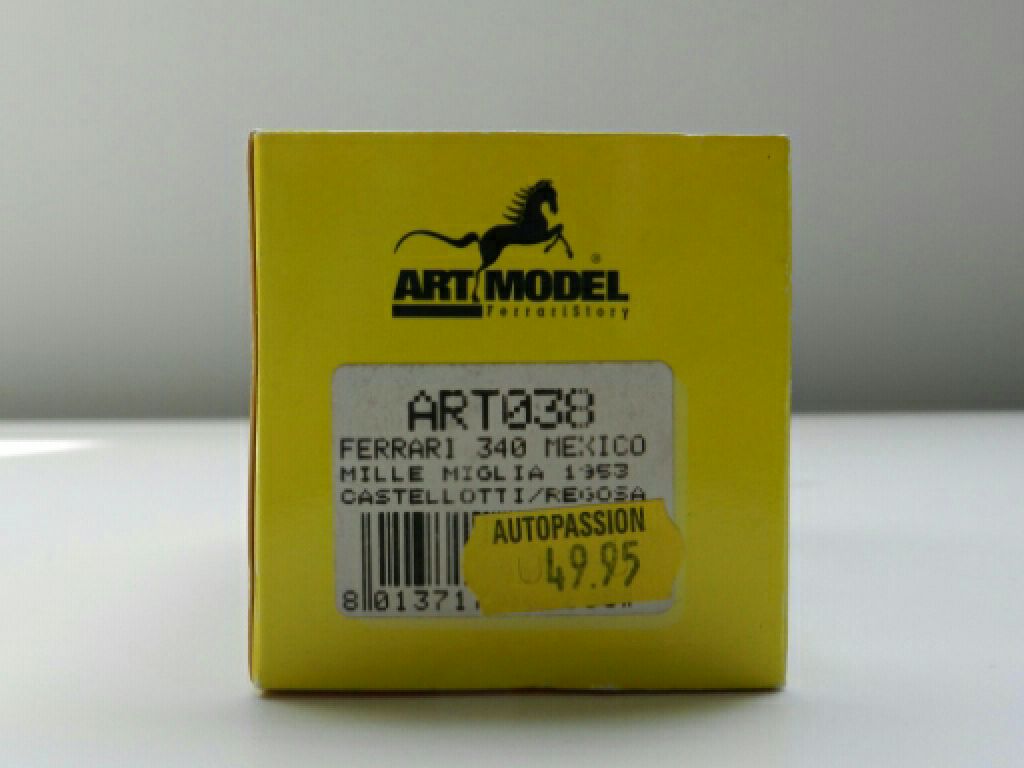 ART MODEL ®
FerrariStory
ART038
FERRARI 340 MEXICO
MILLE MIGLIA 1953
CASTELLOTTI/REGOSA
AUTOPASSION
49.95
8 01371